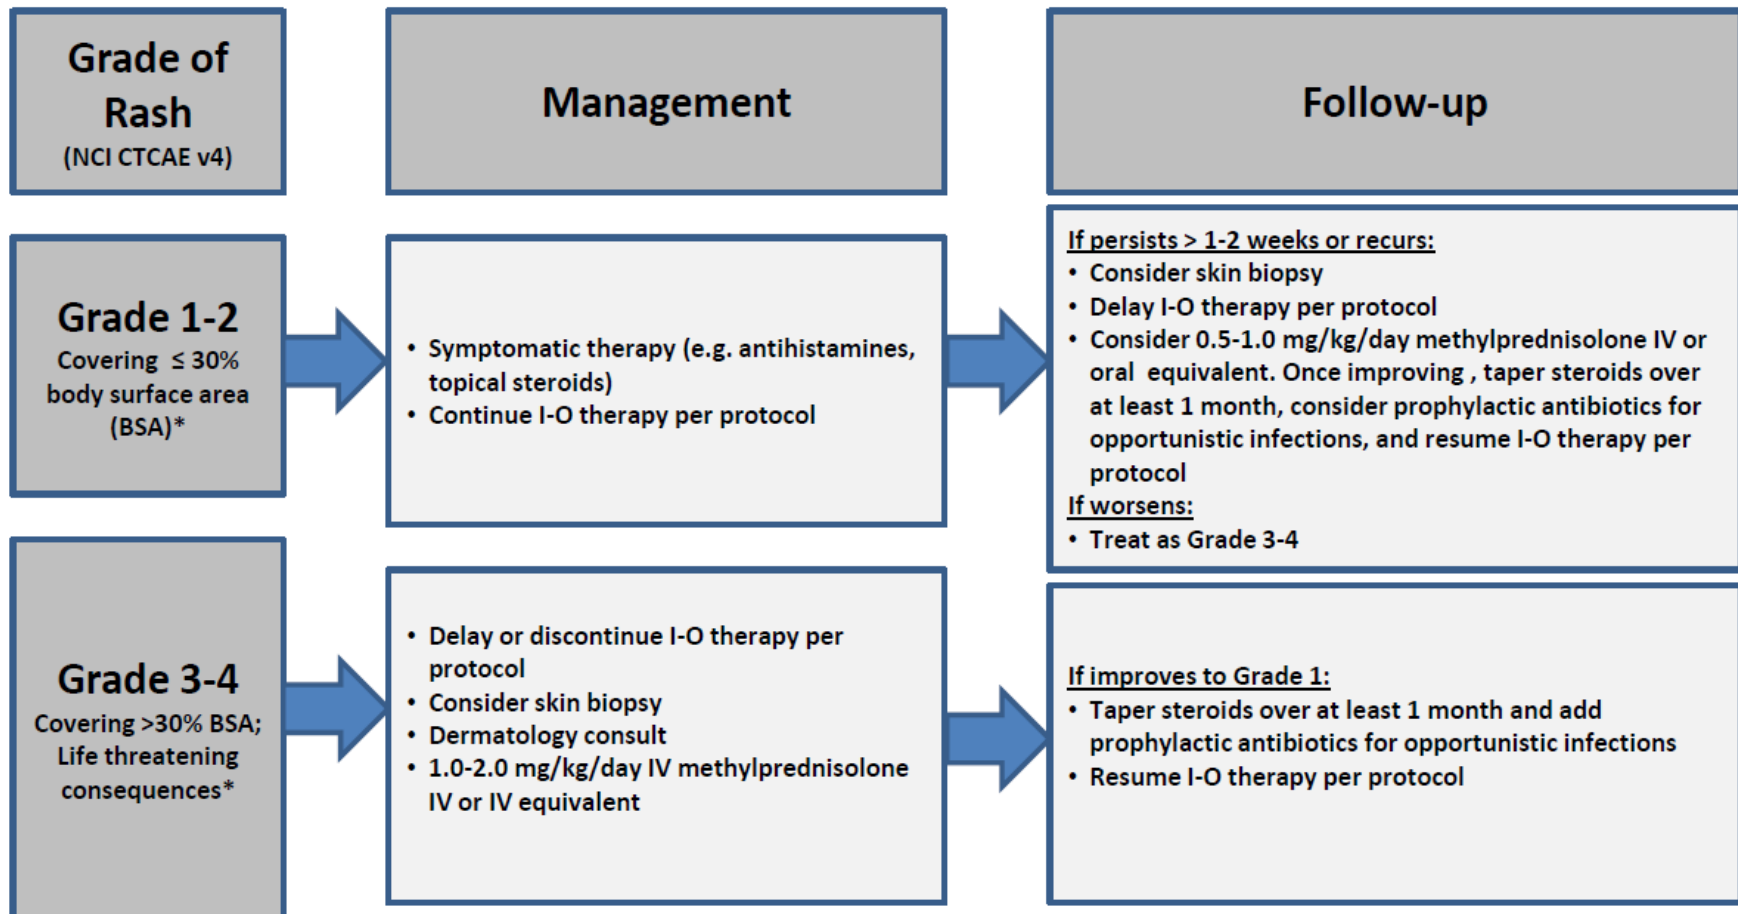 Grade of
Rash
(NCI CTCAE v4)
Management
Follow-up
Grade 1-2
Covering ≤ 30%
body surface area
(BSA)*
• Symptomatic therapy (e.g. antihistamines,
topical steroids)
• Continue I-O therapy per protocol
If persists > 1-2 weeks or recurs:
• Consider skin biopsy
• Delay I-O therapy per protocol
• Consider 0.5-1.0 mg/kg/day methylprednisolone IV or
oral equivalent. Once improving , taper steroids over
at least 1 month, consider prophylactic antibiotics for
opportunistic infections, and resume I-O therapy per
protocol
If worsens:
• Treat as Grade 3-4
Grade 3-4
Covering >30% BSA;
Life threatening
consequences*
• Delay or discontinue I-O therapy per
protocol
• Consider skin biopsy
• Dermatology consult
• 1.0-2.0 mg/kg/day IV methylprednisolone
IV or IV equivalent
If improves to Grade 1:
• Taper steroids over at least 1 month and add
prophylactic antibiotics for opportunistic infections
• Resume I-O therapy per protocol